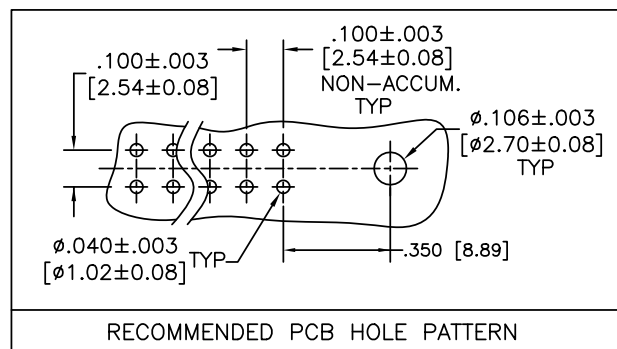 .100±.003
[2.54±0.08]
.100±.003
[2.54±0.08]
NON-ACCUM.
TYP
ø.106±.003
[ø2.70±0.08]
TYP
ø.040±.003
[ø1.02±0.08]
TYP
.350 [8.89]
RECOMMENDED PCB HOLE PATTERN